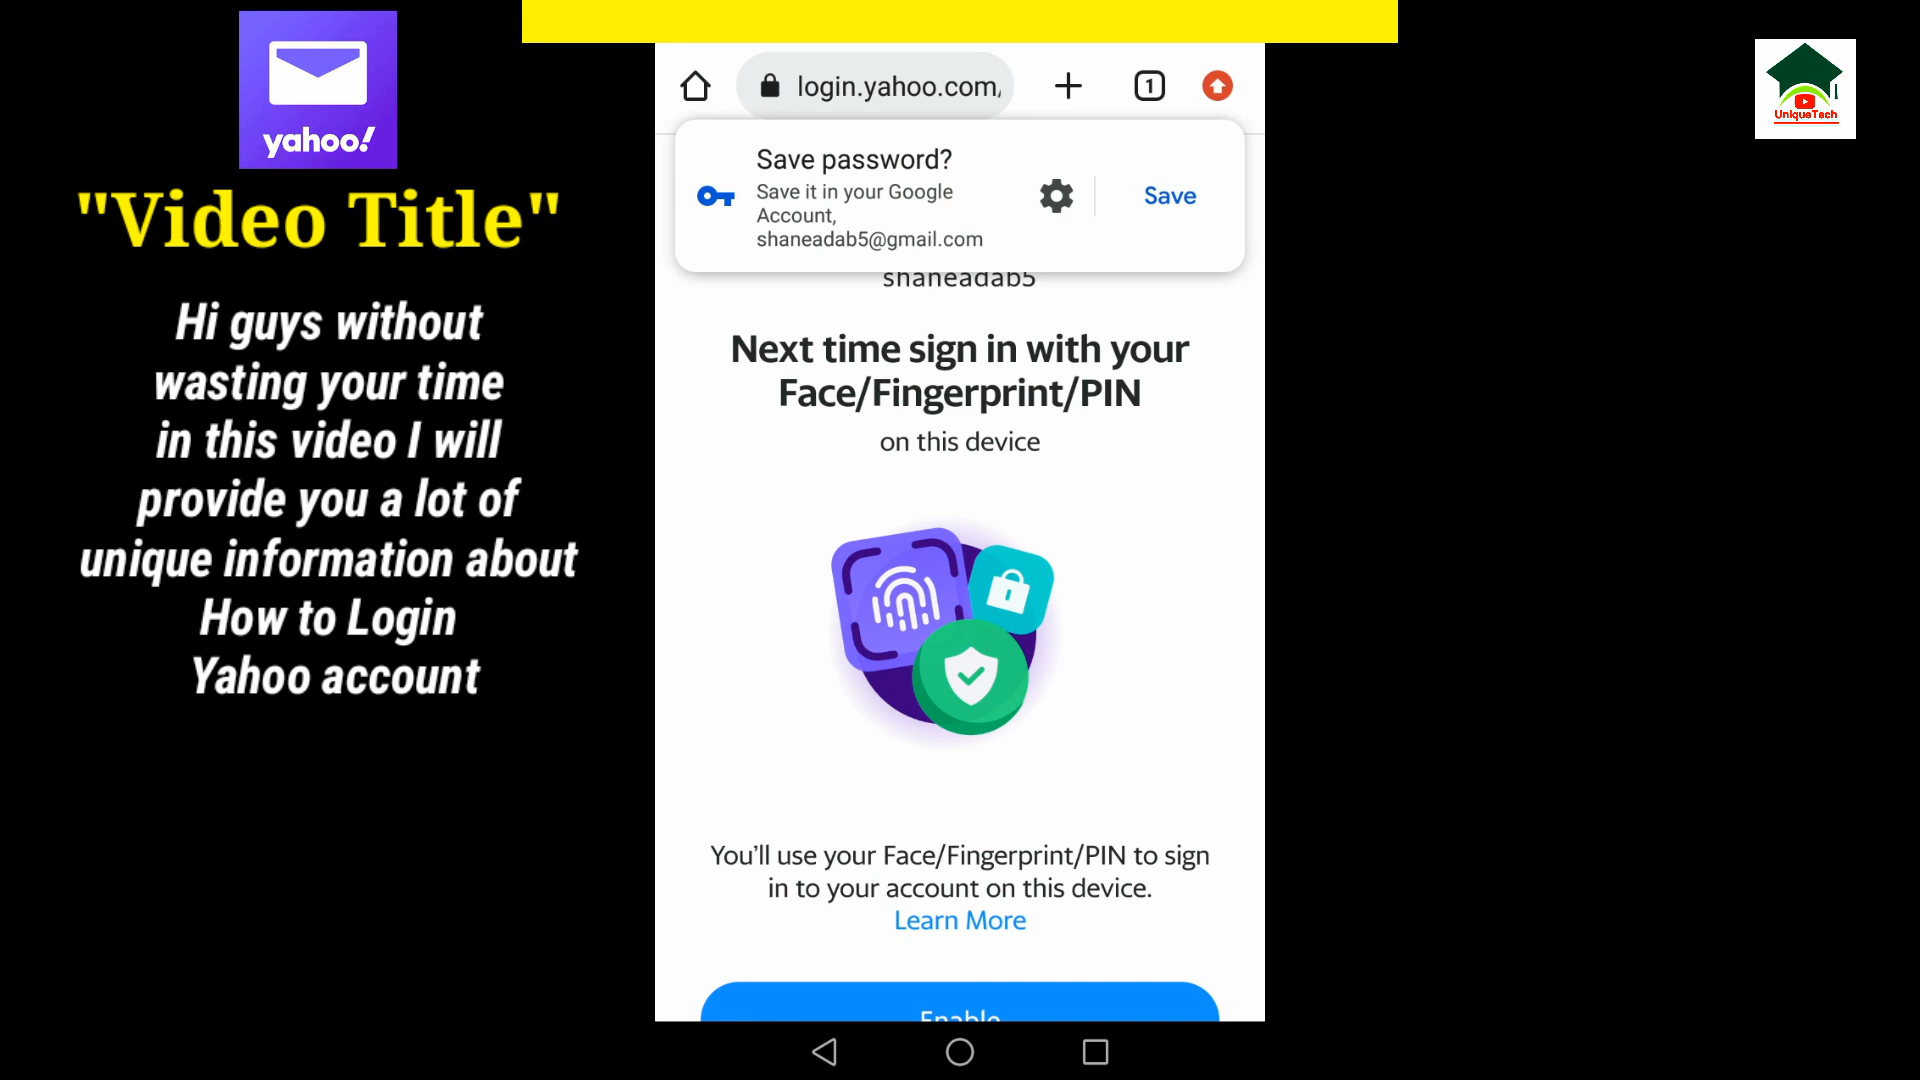 yahoo!
"Video Title"
Hi guys without
wasting your time
in this video I will
provide you a lot of
unique information about
How to Login
Yahoo account
login.yahoo.com/
1
Save password?
Save it in your Google
Account,
shaneadab5@gmail.com
Save
shaneadab5
Next time sign in with your
Face/Fingerprint/PIN
on this device
You'll use your Face/Fingerprint/PIN to sign
in to your account on this device.
Learn More
Enable
UniqueTech